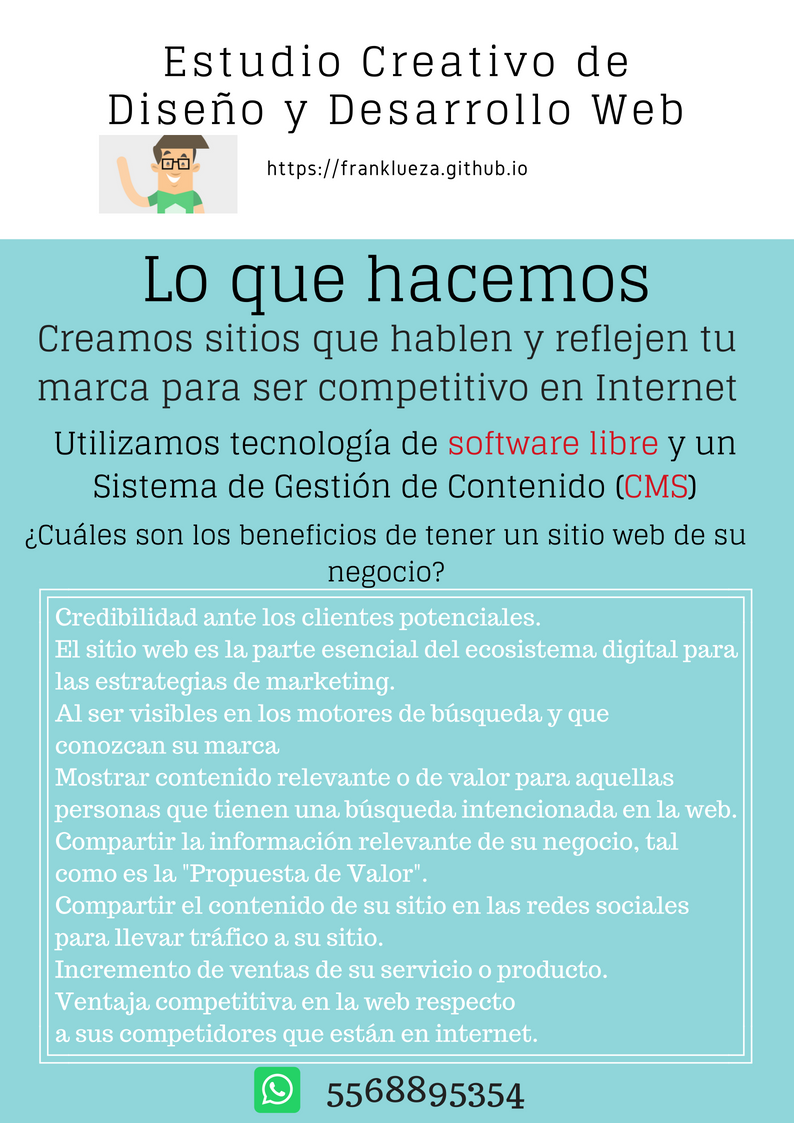 Estudio Creativo de
Diseño y Desarrollo Web
https://franklueza.github.io
Lo que hacemos
Creamos sitios que hablen y reflejen tu
marca para ser competitivo en Internet
Utilizamos tecnología de software libre y un
Sistema de Gestión de Contenido (CMS)
¿Cuáles son los beneficios de tener un sitio web de su
negocio?
Credibilidad ante los clientes potenciales.
El sitio web es la parte esencial del ecosistema digital para
las estrategias de marketing.
Al ser visibles en los motores de búsqueda y que
conozcan su marca
Mostrar contenido relevante o de valor para aquellas
personas que tienen una búsqueda intencionada en la web.
Compartir la información relevante de su negocio, tal
como es la "Propuesta de Valor".
Compartir el contenido de su sitio en las redes sociales
para llevar tráfico a su sitio.
Incremento de ventas de su servicio o producto.
Ventaja competitiva en la web respecto
a sus competidores que están en internet.
5568895354